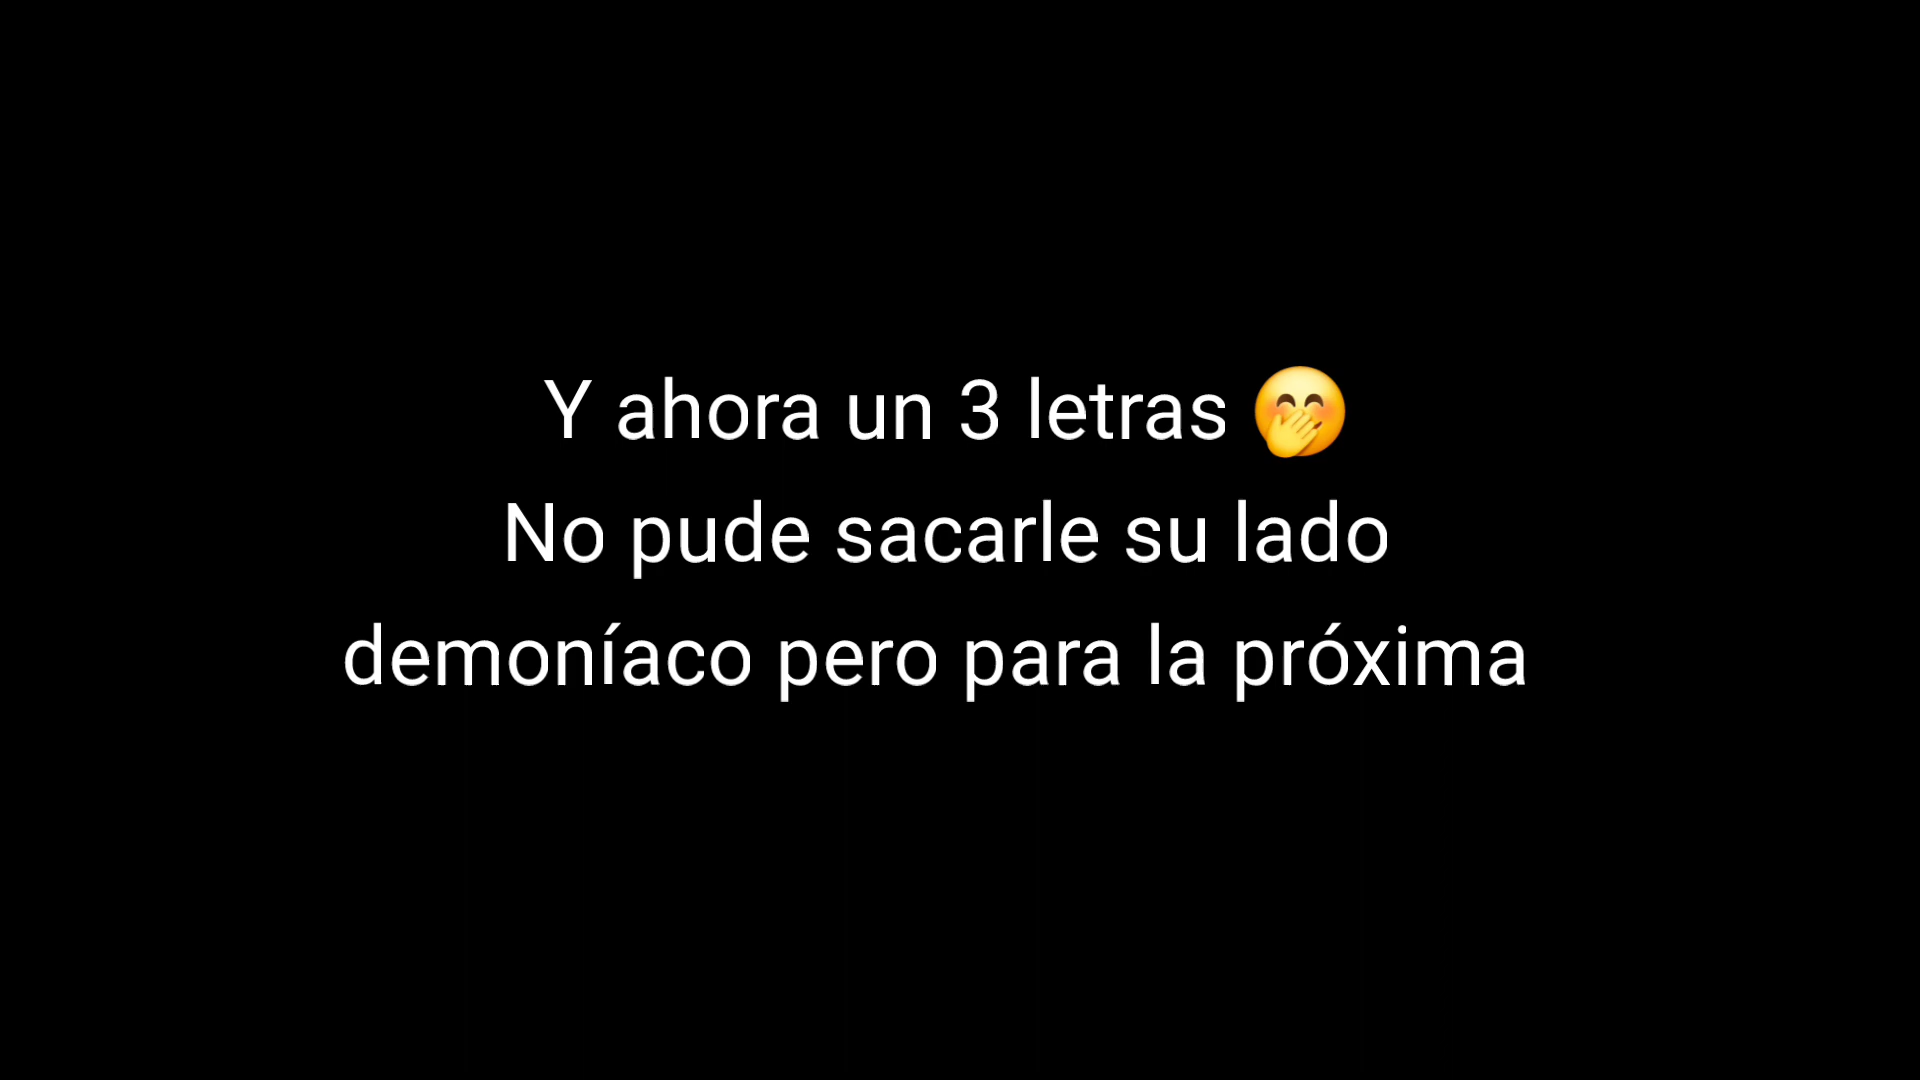 Y ahora un 3 letras 🤭
No pude sacarle su lado
demoníaco pero para la próxima